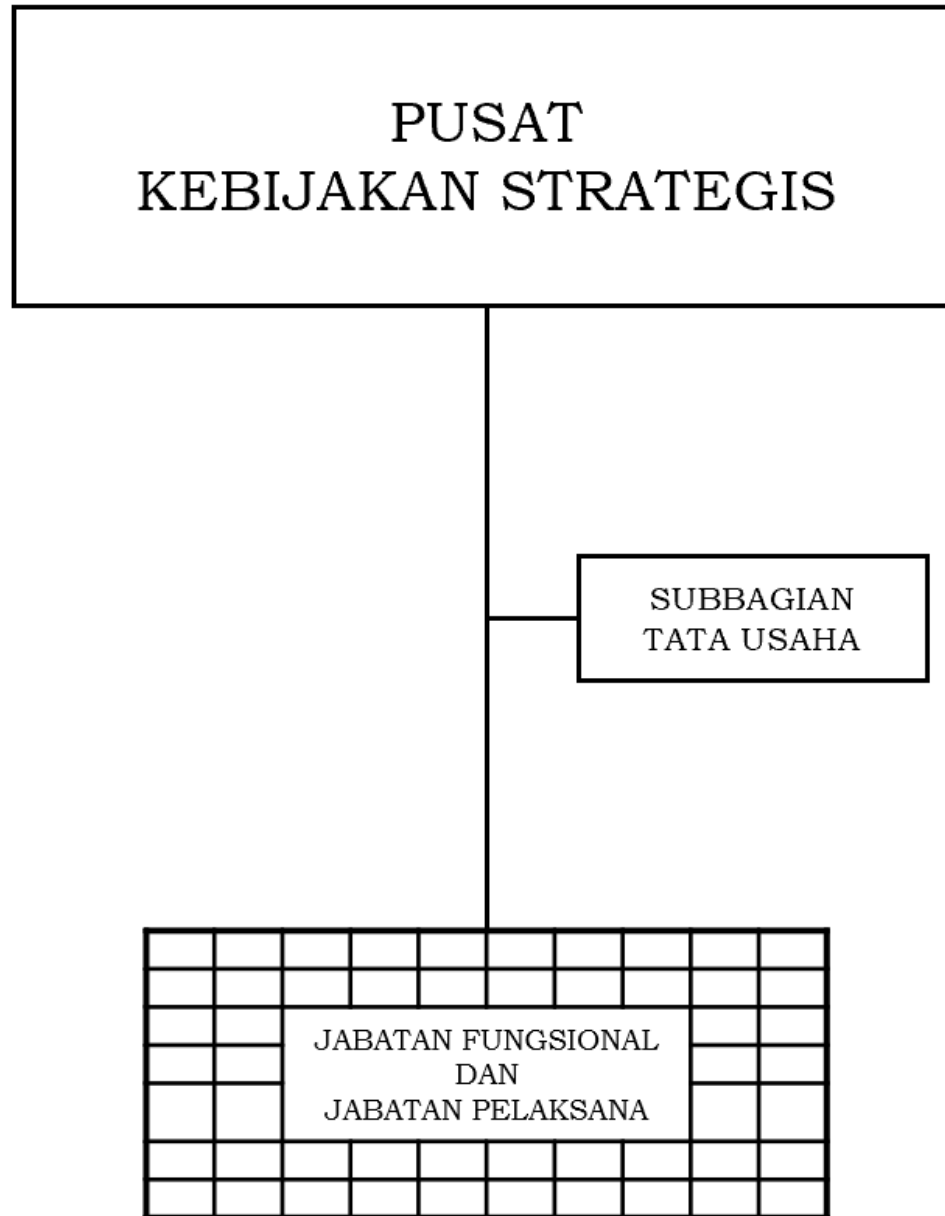 PUSAT
KEBIJAKAN STRATEGIS
SUBBAGIAN
TATA USAHA
JABATAN FUNGSIONAL
DAN
JABATAN PELAKSANA